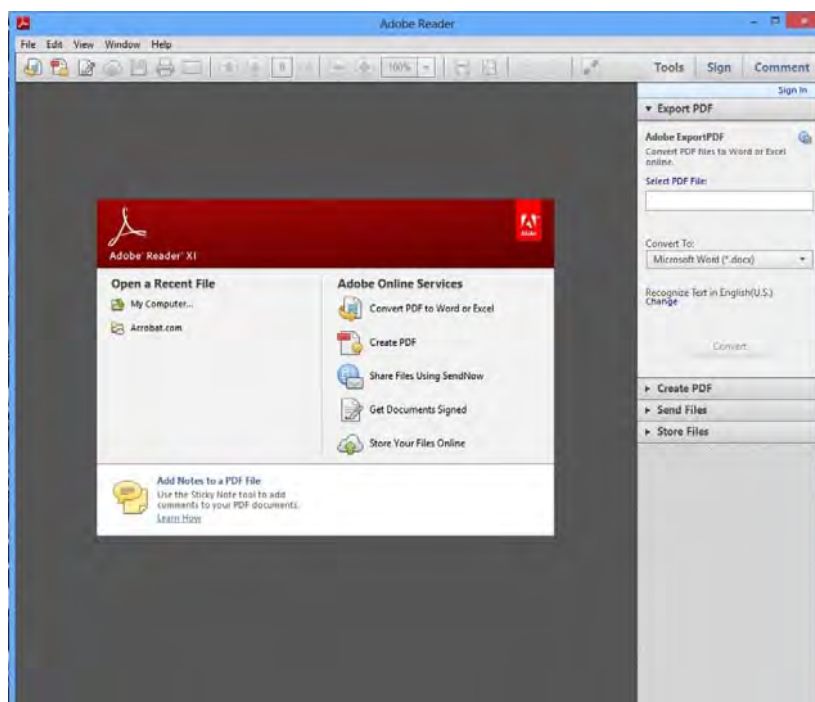 Adobe Reader
File Edit View Window Help
100%
Tools Sign Comment
Sign In
Export PDF
Adobe ExportPDF
Convert PDF files to Word or Excel
online.
Select PDF File:
Convert To:
Microsoft Word (*.docx)
Recognize Text in English(U.S.)
Change
Convert
Create PDF
Send Files
Store Files
Adobe Reader XI
Adobe
Open a Recent File
My Computer...
Acrobat.com
Adobe Online Services
Convert PDF to Word or Excel
Create PDF
Share Files Using SendNow
Get Documents Signed
Store Your Files Online
Add Notes to a PDF File
Use the Sticky Note tool to add
comments to your PDF documents.
Learn How